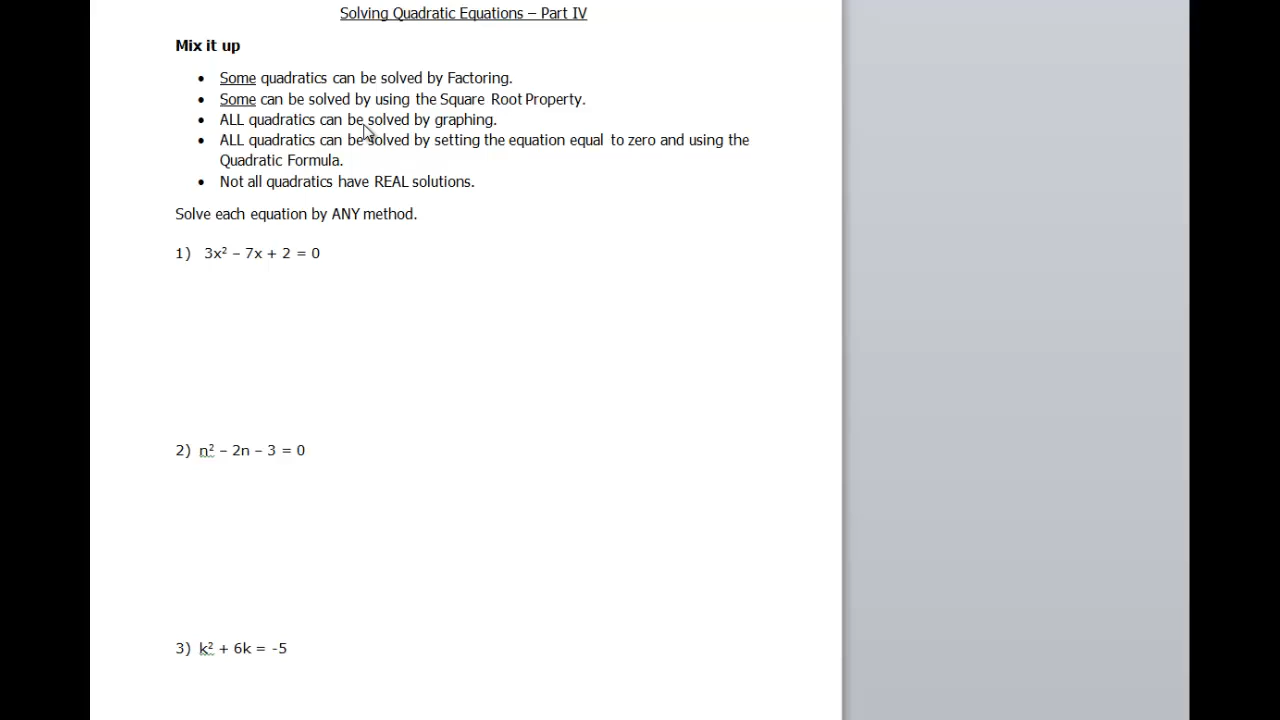 Solving Quadratic Equations – Part IV
Mix it up
• Some quadratics can be solved by Factoring.
• Some can be solved by using the Square Root Property.
• ALL quadratics can be solved by graphing.
• ALL quadratics can be solved by setting the equation equal to zero and using the
Quadratic Formula.
• Not all quadratics have REAL solutions.
Solve each equation by ANY method.
1) 3x² – 7x + 2 = 0
2) n² – 2n – 3 = 0
3) k² + 6k = -5